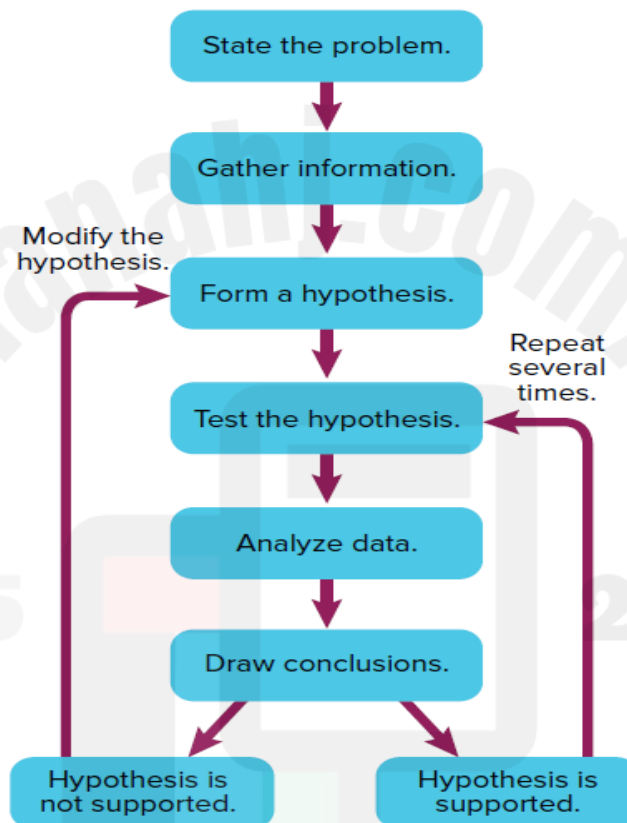 State the problem.
Gather information.
Modify the
hypothesis.
Form a hypothesis.
Repeat
several
times.
Test the hypothesis.
Analyze data.
Draw conclusions.
Hypothesis is
not supported.
Hypothesis is
supported.